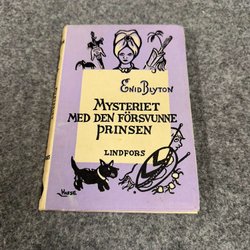 ENID BLYTON
MYSTERIET
MED DEN FÖRSVUNNE
PRINSEN
LINDFORS